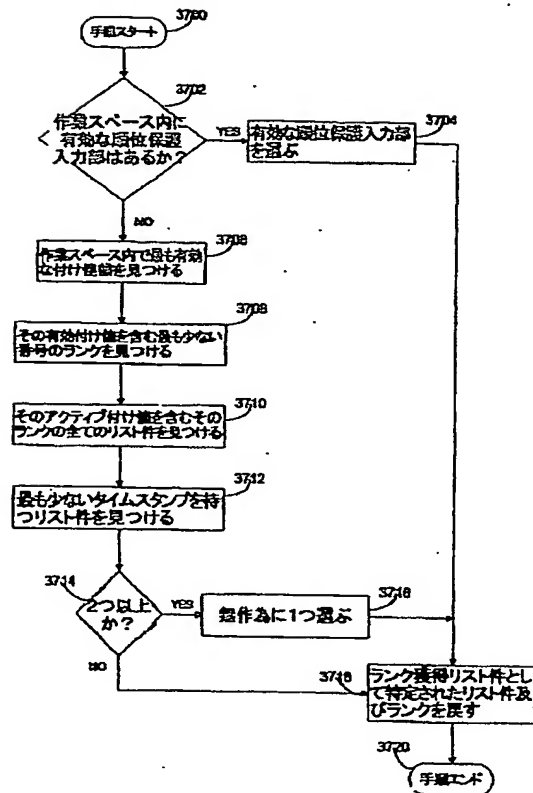 手順スタート
3700
3702
作業スペース内に
有効な段位保護
入力部はあるか?
YES
3704
有効な段位保護入力部
を選ぶ
NO
3706
作業スペース内で最も有効
な付け値額を見つける
3708
その有効付け値を含む最も少ない
番号のランクを見つける
3710
そのアクティブ付け値を含むその
ランクの全てのリスト件を見つける
3712
最も少ないタイムスタンプを持
つリスト件を見つける
3714
2つ以上
か?
YES
3716
無作為に1つ選ぶ
NO
3718
ランク獲得リスト件とし
て特定されたリスト件及
びランクを戻す
3720
手順エンド